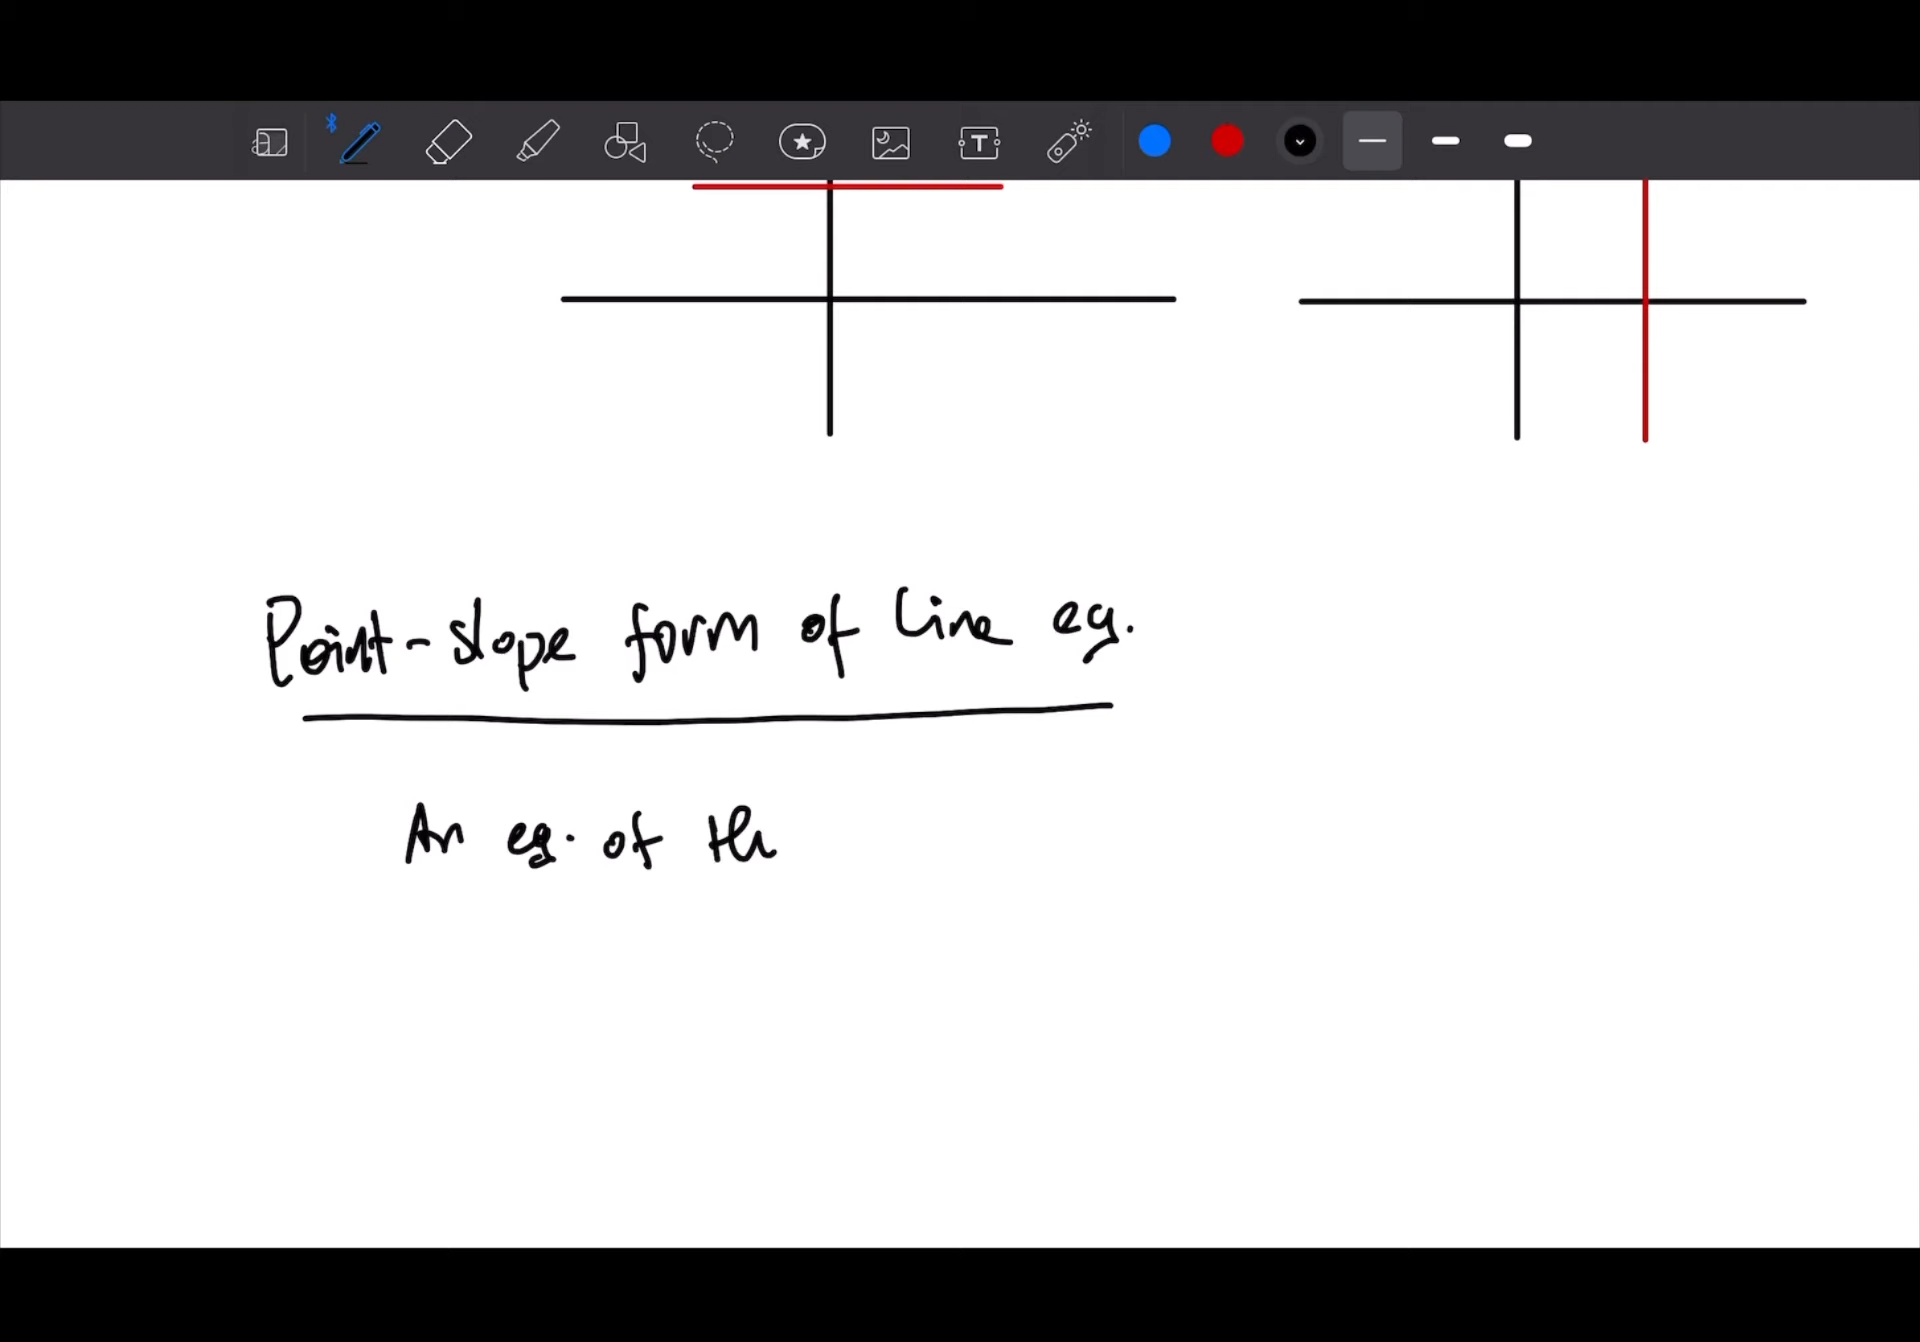 Point-slope form of line eq.
An eq. of the